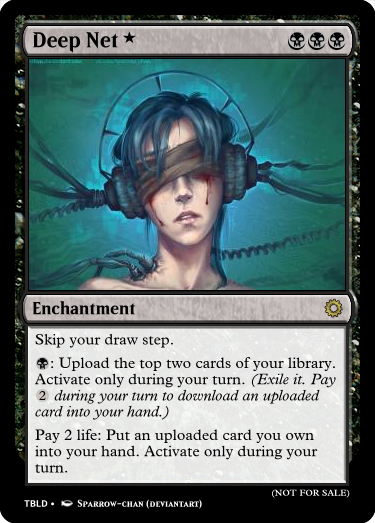 Deep Net ★
Enchantment
Skip your draw step.
: Upload the top two cards of your library.
Activate only during your turn. (Exile it. Pay
2 during your turn to download an uploaded
card into your hand.)
Pay 2 life: Put an uploaded card you own
into your hand. Activate only during your
turn.
(NOT FOR SALE)
TBLD • Sparrow-chan (deviantart)